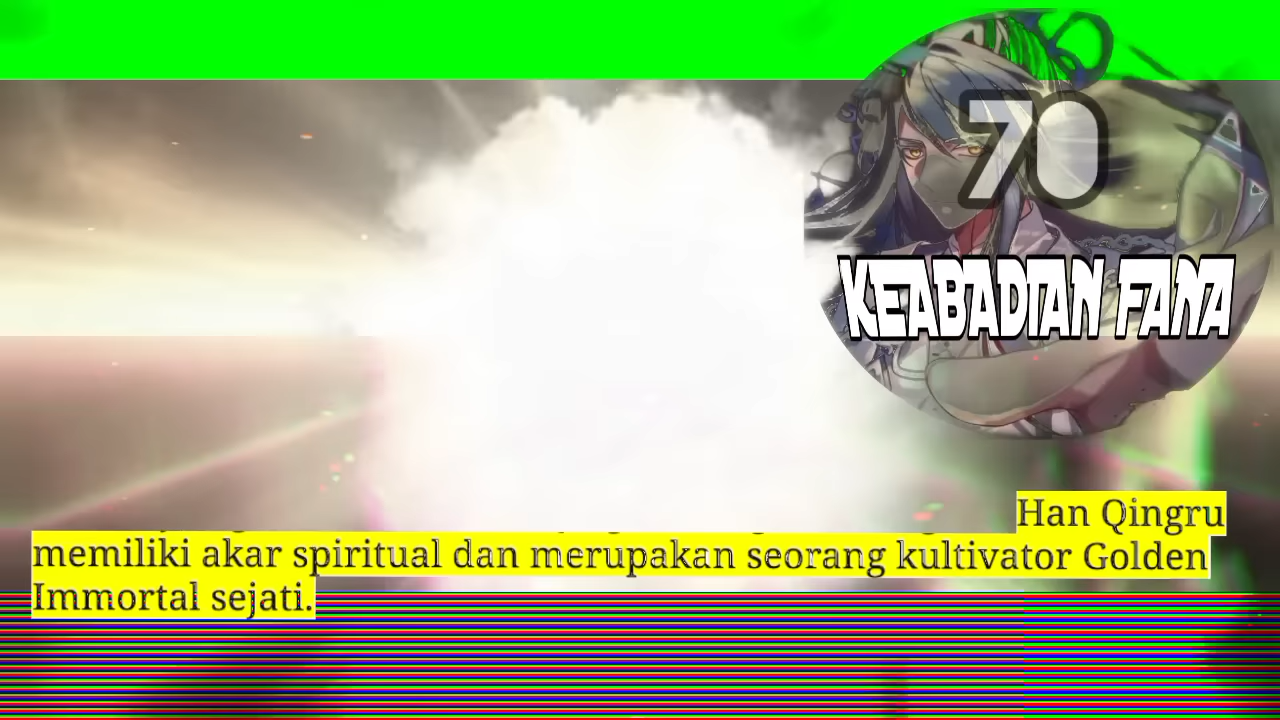 70
KEABADIAN FANA
Han Qingru
memiliki akar spiritual dan merupakan seorang kultivator Golden
Immortal sejati.